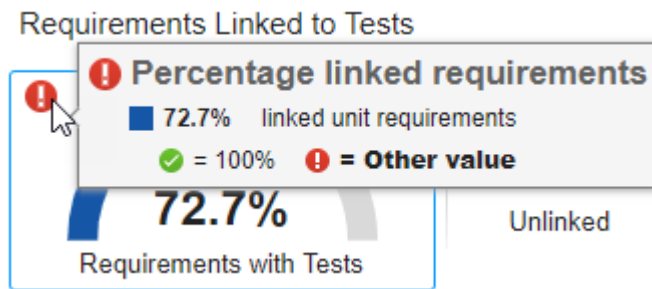 Requirements Linked to Tests
Percentage linked requirements
72.7% linked unit requirements
= 100% = Other value
72.7%
Unlinked
Requirements with Tests